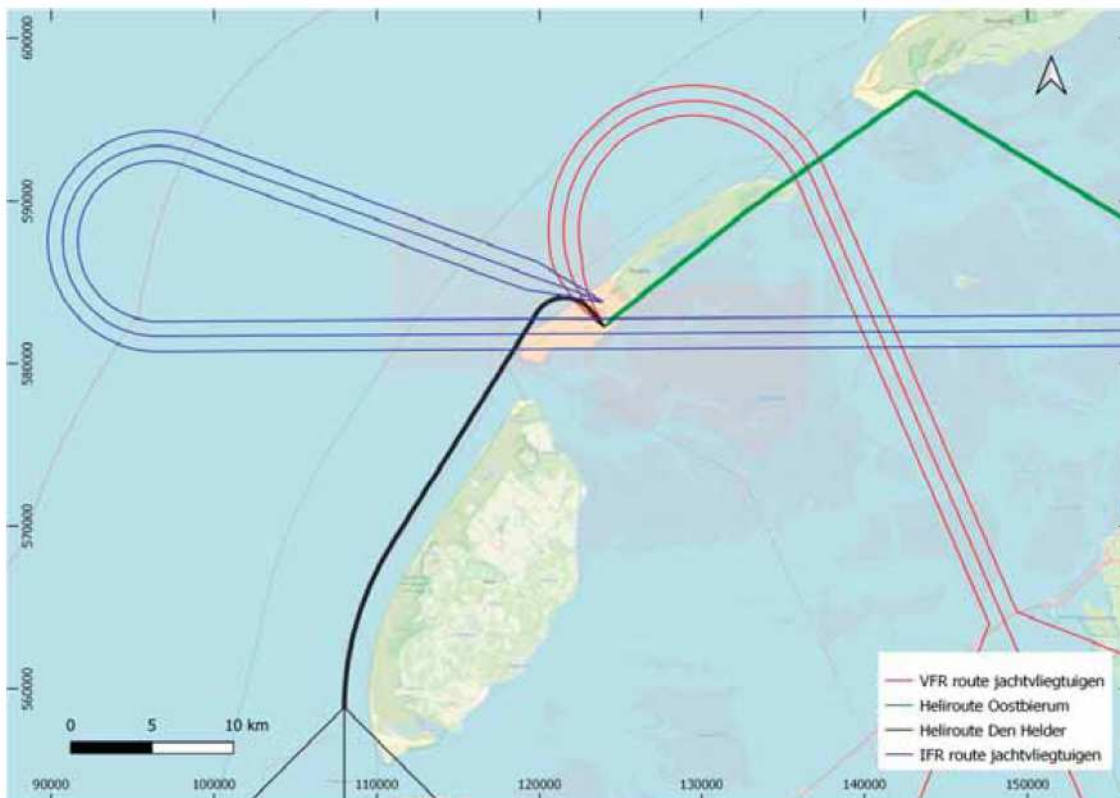 600000
590000
580000
570000
560000
VFR route jachtvliegtuigen
Heliroute Oostbierum
Heliroute Den Helder
IFR route jachtvliegtuigen
0 5 10 km
90000 100000 110000 120000 130000 140000 150000